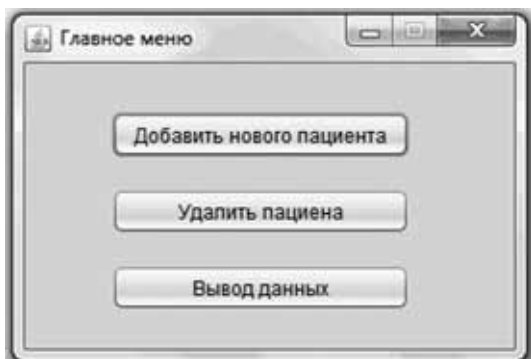 Главное меню
Добавить нового пациента
Удалить пациена
Вывод данных